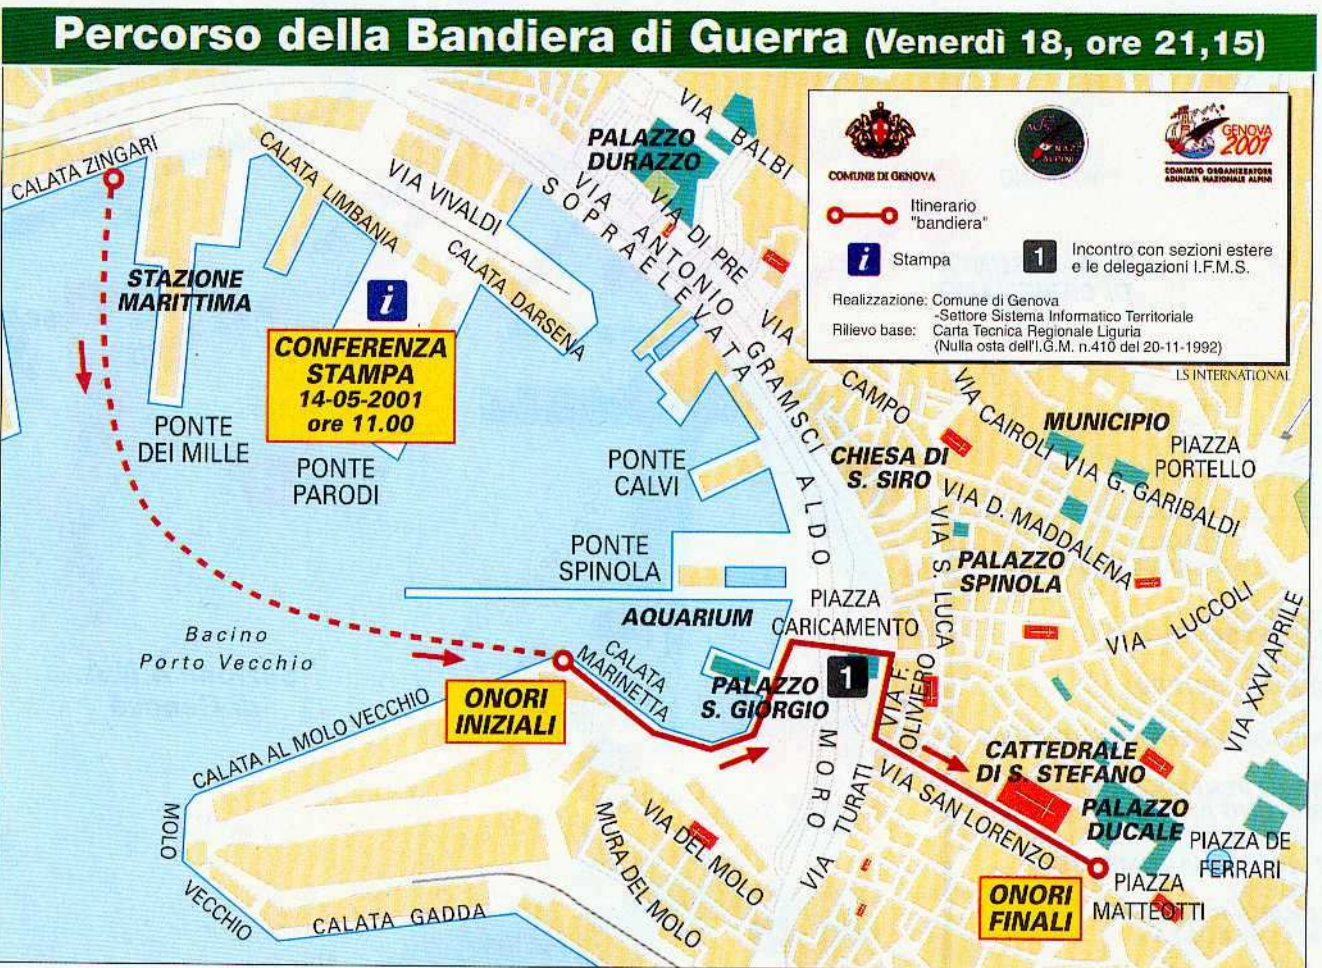 Percorso della Bandiera di Guerra (Venerdì 18, ore 21,15)
COMUNE DI GENOVA
GENOVA
2001
COMITATO ORGANIZZATORE
ADUNATA NAZIONALE ALPINI
Itinerario
"bandiera"
i
Stampa
1
Incontro con sezioni estere
e le delegazioni I.F.M.S.
Realizzazione: Comune di Genova
-Settore Sistema Informatico Territoriale
Rilievo base: Carta Tecnica Regionale Liguria
(Nulla osta dell'I.G.M. n.410 del 20-11-1992)
LS INTERNATIONAL
CALATA ZINGARI
CALATA LIMBANIA
VIA VIVALDI
CALATA DARSENA
STAZIONE
MARITTIMA
i
CONFERENZA
STAMPA
14-05-2001
ore 11.00
PONTE
DEI MILLE
PONTE
PARODI
PALAZZO
DURAZZO
VIA BALBI
SOPRAELEVATA
VIA ANTONIO GRAMSCI
VIA DI PRE
VIA
CAMPO
VIA CAIROLI
MUNICIPIO
PIAZZA
PORTELLO
VIA G. GARIBALDI
CHIESA DI
S. SIRO
VIA D. MADDALENA
VIA S. LUCA
PALAZZO
SPINOLA
PONTE
CALVI
PONTE
SPINOLA
ALDO
MORO
AQUARIUM
PIAZZA
CARICAMENTO
VIA LUCCOLI
VIA XXV APRILE
Bacino
Porto Vecchio
CALATA
MARINETTA
ONORI
INIZIALI
PALAZZO
S. GIORGIO
1
VIA F.
OLIVIERO
CALATA AL MOLO VECCHIO
MOLO
VECCHIO
CALATA GADDA
VIA DEL MOLO
MURA DEL MOLO
VIA TURATI
VIA SAN LORENZO
CATTEDRALE
DI S. STEFANO
PALAZZO
DUCALE
PIAZZA DE
FERRARI
ONORI
FINALI
PIAZZA
MATTEOTTI